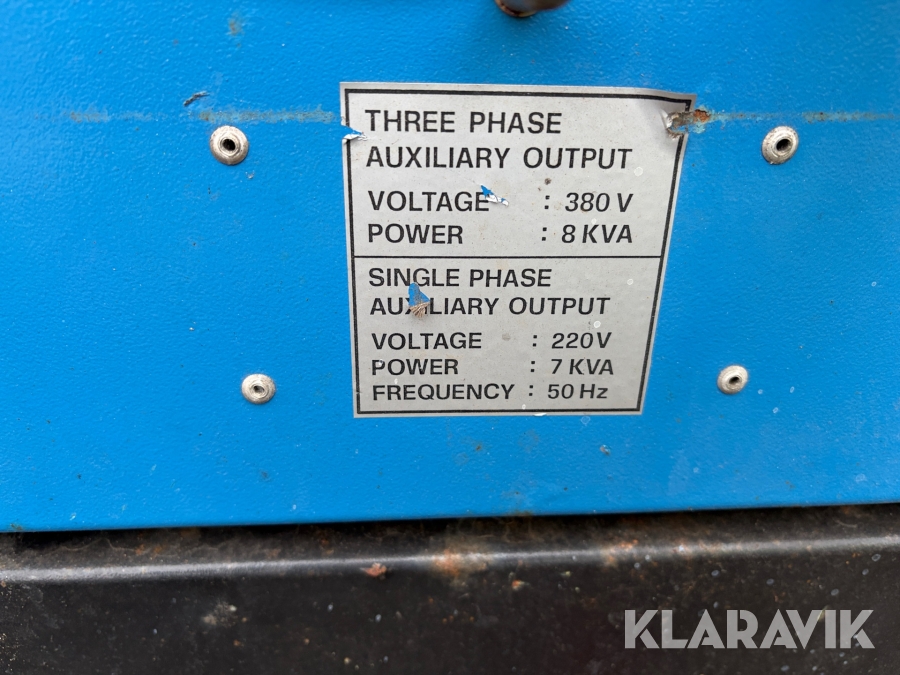 THREE PHASE
AUXILIARY OUTPUT
VOLTAGE : 380 V
POWER : 8 KVA
SINGLE PHASE
AUXILIARY OUTPUT
VOLTAGE : 220V
POWER : 7 KVA
FREQUENCY : 50 Hz
KLARAVIK